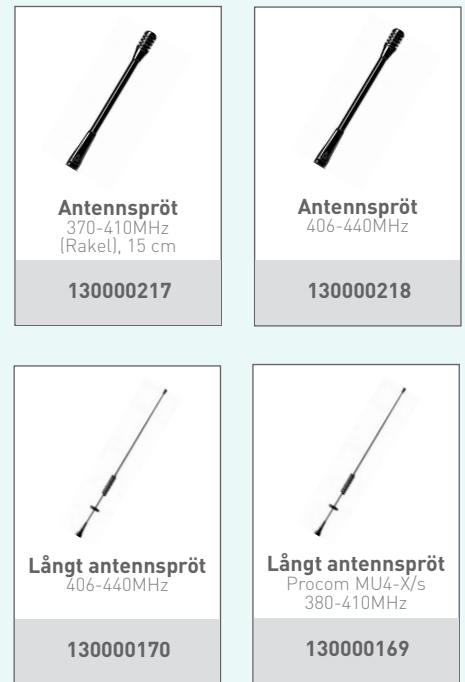 Antennspröt
370-410MHz
(Rakel), 15 cm
130000217
Antennspröt
406-440MHz
130000218
Långt antennspröt
406-440MHz
130000170
Långt antennspröt
Procom MU4-X/s
380-410MHz
130000169